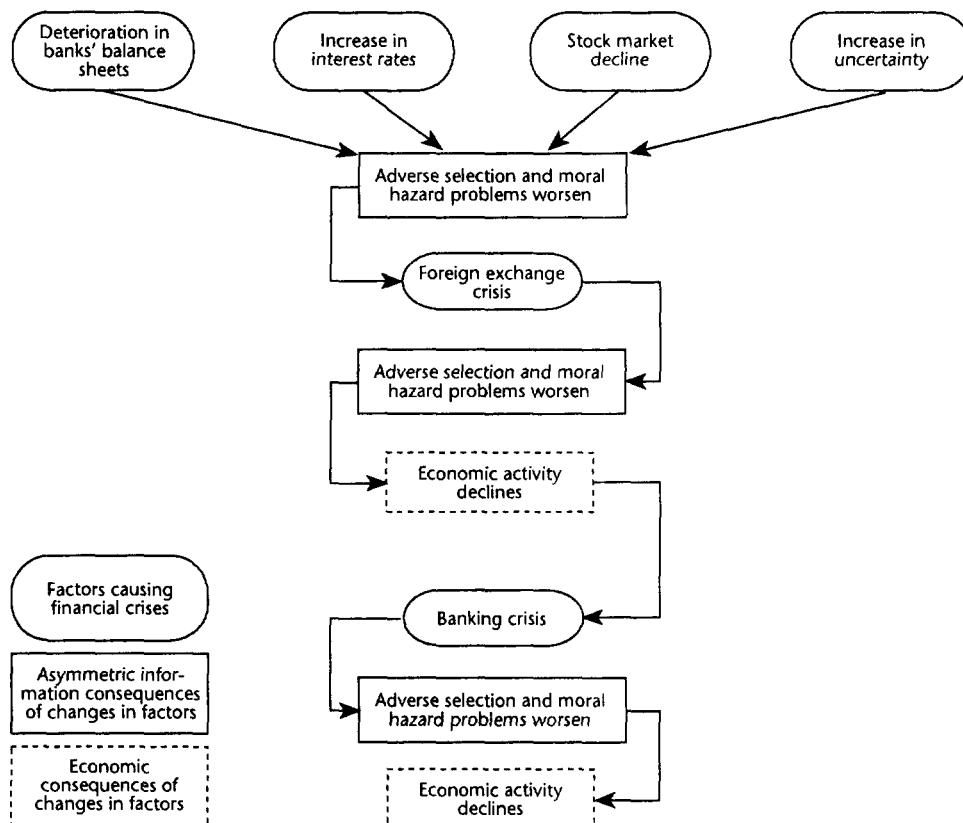 Deterioration in
banks' balance
sheets
Increase in
interest rates
Stock market
decline
Increase in
uncertainty
Adverse selection and moral
hazard problems worsen
Foreign exchange
crisis
Adverse selection and moral
hazard problems worsen
Economic activity
declines
Factors causing
financial crises
Banking crisis
Asymmetric infor-
mation consequences
of changes in factors
Adverse selection and moral
hazard problems worsen
Economic
consequences of
changes in factors
Economic activity
declines